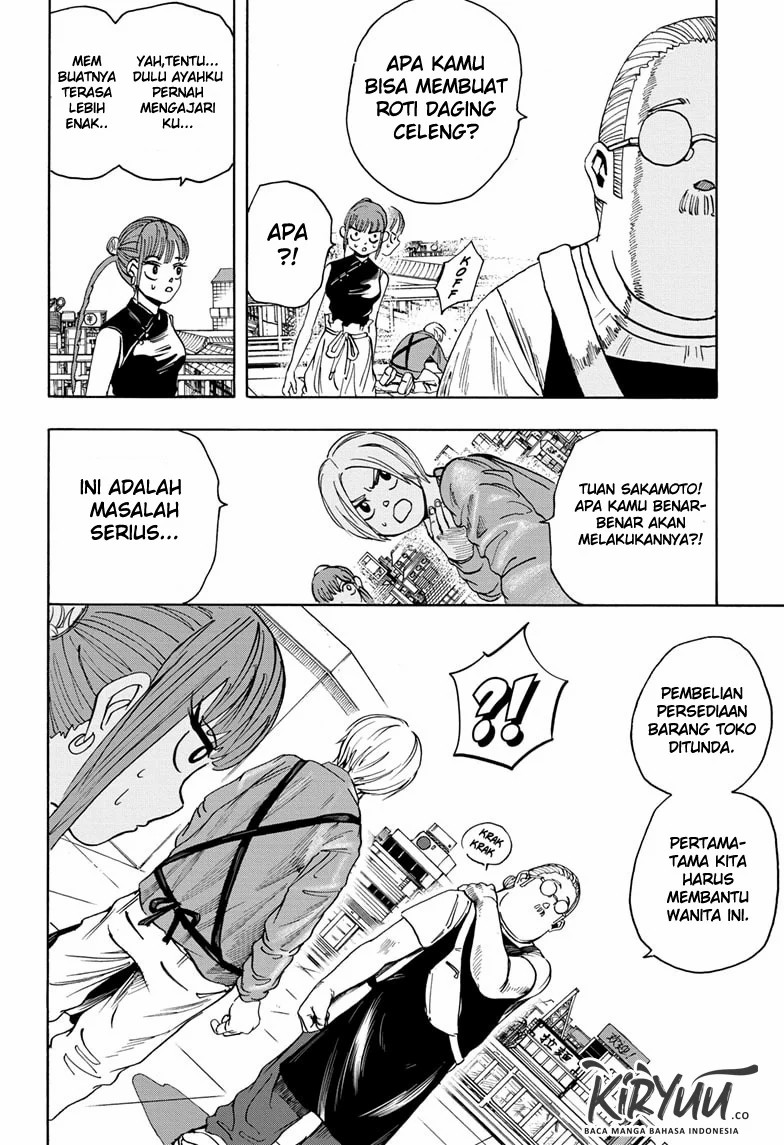 APA KAMU
BISA MEMBUAT
ROTI DAGING
CELENG?
APA
?!
KOFF
YAH,TENTU...
DULU AYAHKU
PERNAH
MENGAJARI
KU...
MEM
BUATNYA
TERASA
LEBIH
ENAK..
TUAN SAKAMOTO!
APA KAMU BENAR-
BENAR AKAN
MELAKUKANNYA?!
INI ADALAH
MASALAH
SERIUS...
PEMBELIAN
PERSEDIAAN
BARANG TOKO
DITUNDA.
PERTAMA-
TAMA KITA
HARUS
MEMBANTU
WANITA INI.
?!
KRAK
KRAK
KIRYUU.CO
BACA MANGA BAHASA INDONESIA